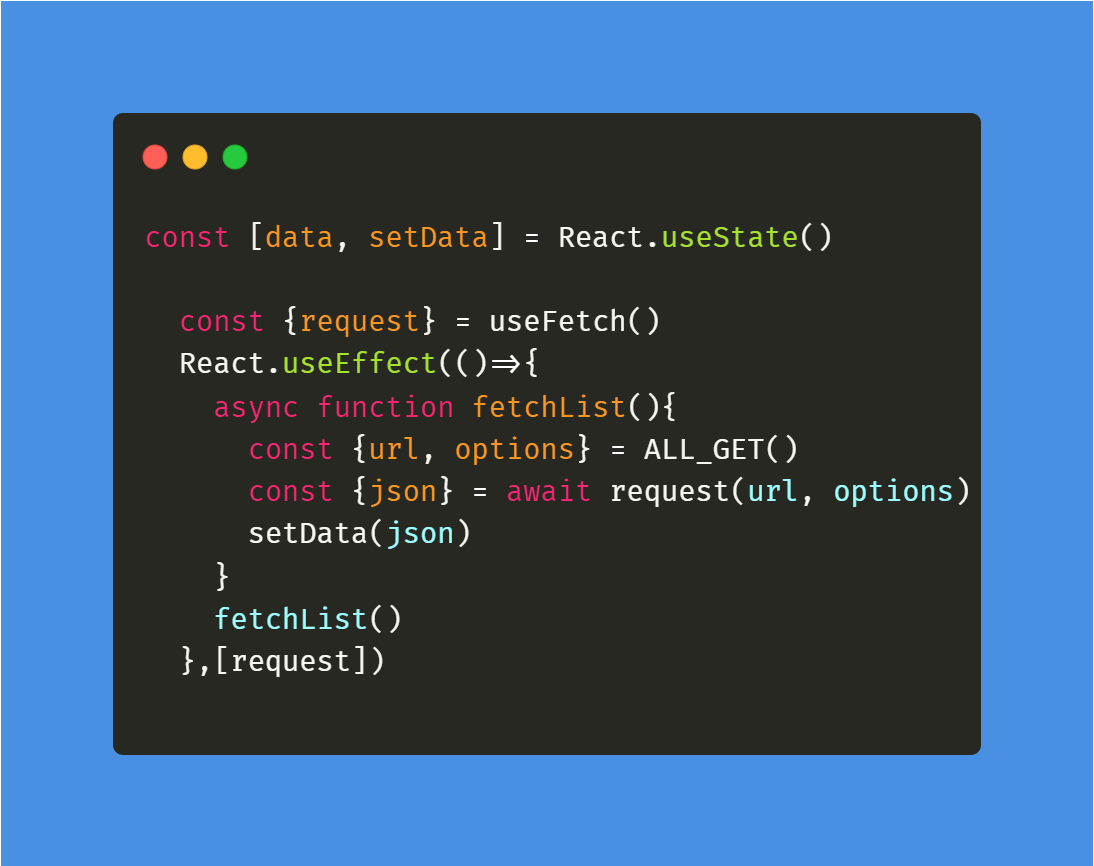 const [data, setData] = React.useState()
const {request} = useFetch()
React.useEffect(()=>{
async function fetchList(){
const {url, options} = ALL_GET()
const {json} = await request(url, options)
setData(json)
}
fetchList()
},[request])